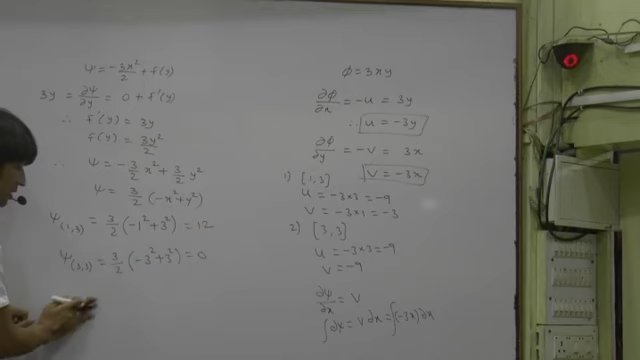 ψ = -3x²/2 + f(y)
3y = ∂ψ/∂y = 0 + f'(y)
∴ f'(y) = 3y
f(y) = 3y²/2
∴ ψ = -3/2 x² + 3/2 y²
ψ = 3/2 (-x²+y²)
ψ(1,3) = 3/2 (-1²+3²) = 12
ψ(3,3) = 3/2 (-3²+3²) = 0
φ = 3xy
∂φ/∂x = -u = 3y
∴ u = -3y
∂φ/∂y = -v = 3x
v = -3x
1) [1,3]
u = -3×3 = -9
v = -3×1 = -3
2) [3,3]
u = -3×3 = -9
v = -9
∂ψ/∂x = v
∫∂ψ = v∂x = ∫(-3x)∂x